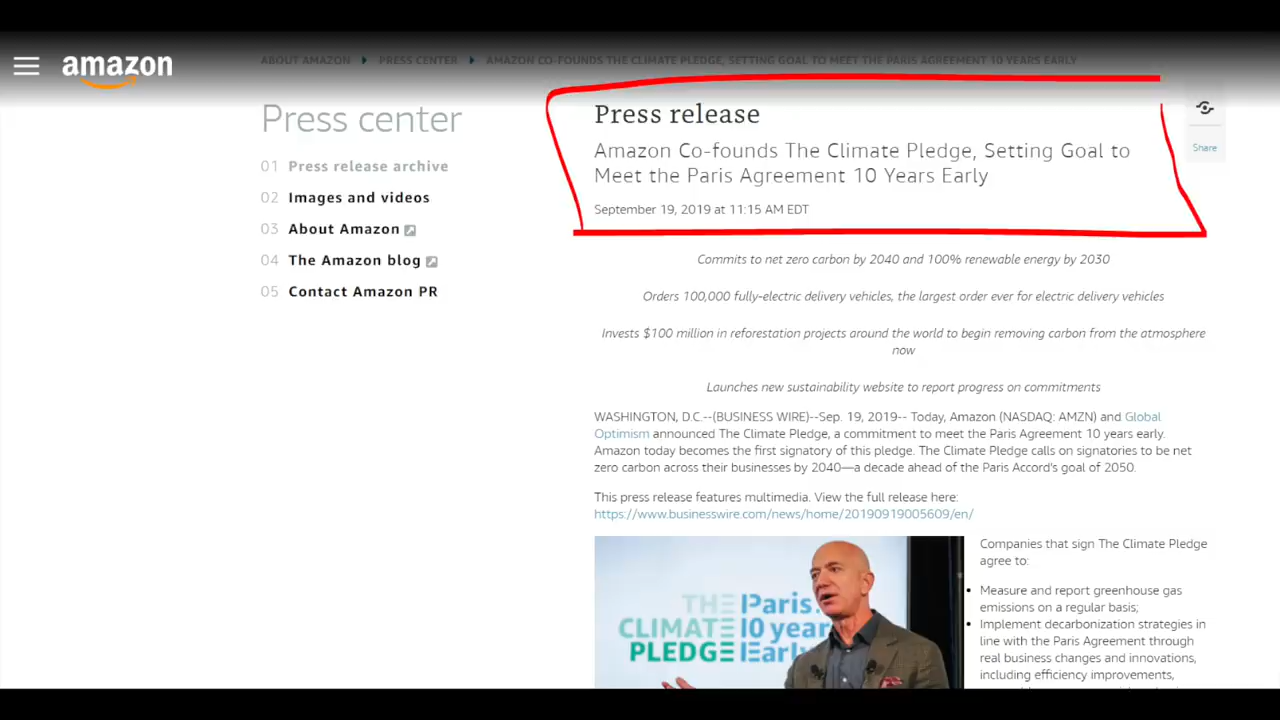 amazon
ABOUT AMAZON PRESS CENTER AMAZON CO-FOUNDS THE CLIMATE PLEDGE, SETTING GOAL TO MEET THE PARIS AGREEMENT 10 YEARS EARLY
Press center
01 Press release archive
02 Images and videos
03 About Amazon
04 The Amazon blog
05 Contact Amazon PR
Press release
Amazon Co-founds The Climate Pledge, Setting Goal to
Meet the Paris Agreement 10 Years Early
September 19, 2019 at 11:15 AM EDT
Share
Commits to net zero carbon by 2040 and 100% renewable energy by 2030
Orders 100,000 fully-electric delivery vehicles, the largest order ever for electric delivery vehicles
Invests $100 million in reforestation projects around the world to begin removing carbon from the atmosphere
now
Launches new sustainability website to report progress on commitments
WASHINGTON, D.C.--(BUSINESS WIRE)--Sep. 19, 2019-- Today, Amazon (NASDAQ: AMZN) and Global
Optimism announced The Climate Pledge, a commitment to meet the Paris Agreement 10 years early.
Amazon today becomes the first signatory of this pledge. The Climate Pledge calls on signatories to be net
zero carbon across their businesses by 2040—a decade ahead of the Paris Accord's goal of 2050.
This press release features multimedia. View the full release here:
https://www.businesswire.com/news/home/20190919005609/en/
THE Paris.
CLIMATE 10 year
PLEDGE Early
Companies that sign The Climate Pledge
agree to:
• Measure and report greenhouse gas
emissions on a regular basis;
• Implement decarbonization strategies in
line with the Paris Agreement through
real business changes and innovations,
including efficiency improvements,